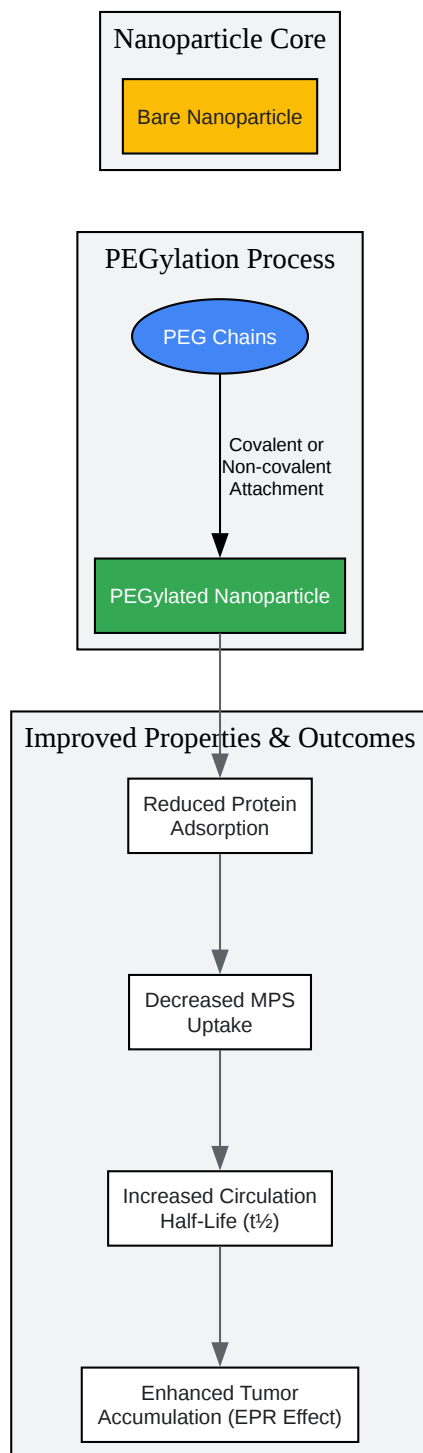 Nanoparticle Core
Bare Nanoparticle
PEGylation Process
PEG Chains
Covalent or
Non-covalent
Attachment
PEGylated Nanoparticle
Improved Properties & Outcomes
Reduced Protein
Adsorption
Decreased MPS
Uptake
Increased Circulation
Half-Life (t½)
Enhanced Tumor
Accumulation (EPR Effect)